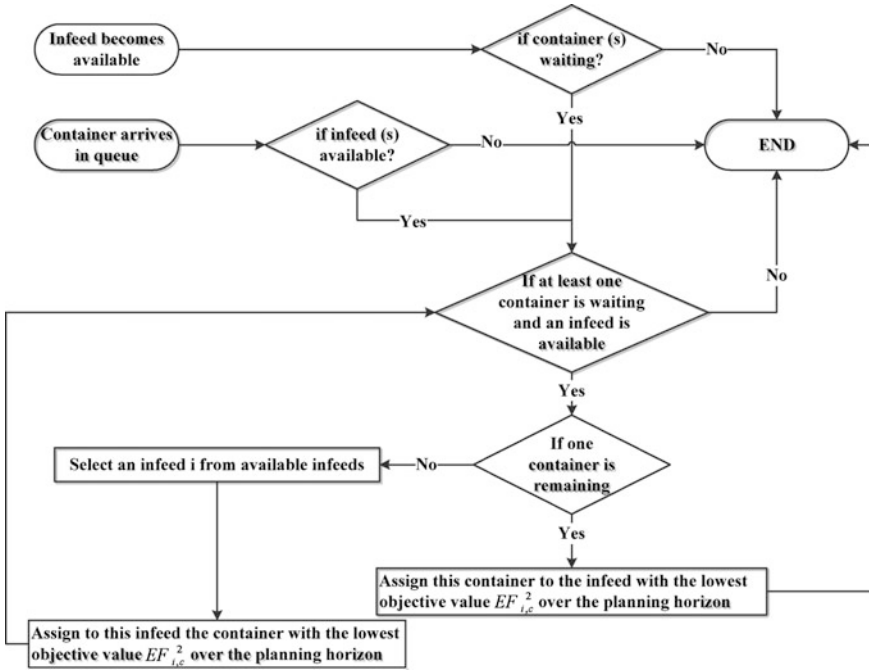 Infeed becomes
available
if container (s)
waiting?
No
Yes
Container arrives
in queue
if infeed (s)
available?
No
END
Yes
If at least one
container is waiting
and an infeed is
available
No
Yes
If one
container is
remaining
No
Select an infeed i from available infeeds
Yes
Assign this container to the infeed with the lowest
objective value EF_{i,c}^2 over the planning horizon
Assign to this infeed the container with the lowest
objective value EF_{i,c}^2 over the planning horizon